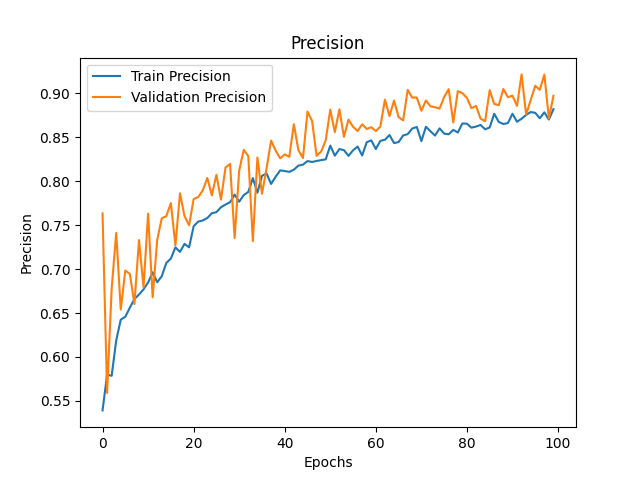 Precision
Train Precision
Validation Precision
0.90
0.85
0.80
0.75
0.70
0.65
0.60
0.55
Precision
0 20 40 60 80 100
Epochs